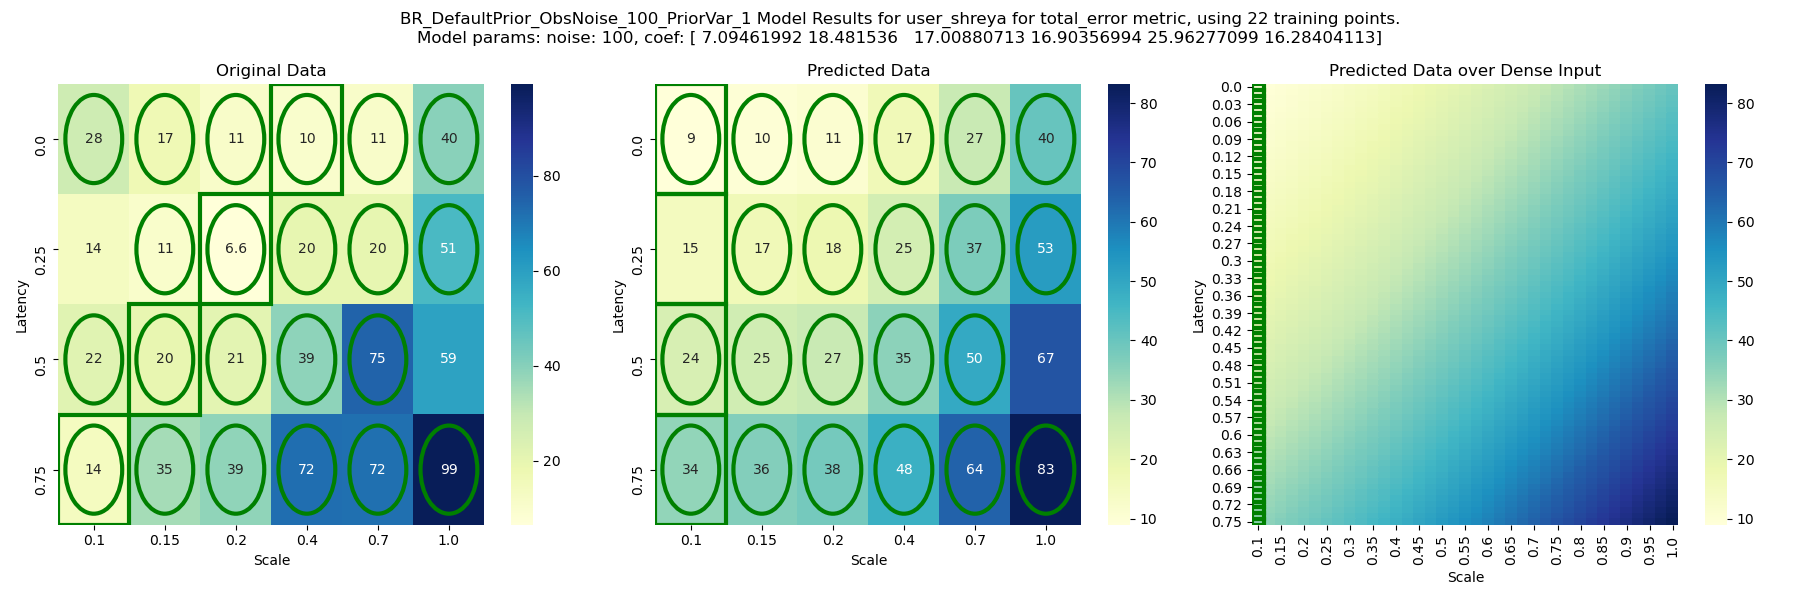 BR_DefaultPrior_ObsNoise_100_PriorVar_1 Model Results for user_shreya for total_error metric, using 22 training points.
Model params: noise: 100, coef: [ 7.09461992 18.481536   17.00880713 16.90356994 25.96277099 16.28404113]
Original Data
28 17 11 10 11 40
14 11 6.6 20 20 51
22 20 21 39 75 59
14 35 39 72 72 99
0.0
0.25
0.5
0.75
Latency
0.1 0.15 0.2 0.4 0.7 1.0
Scale
80
60
40
20
Predicted Data
9 10 11 17 27 40
15 17 18 25 37 53
24 25 27 35 50 67
34 36 38 48 64 83
0.0
0.25
0.5
0.75
Latency
0.1 0.15 0.2 0.4 0.7 1.0
Scale
80
70
60
50
40
30
20
10
Predicted Data over Dense Input
0.0
0.03
0.06
0.09
0.12
0.15
0.18
0.21
0.24
0.27
0.3
0.33
0.36
0.39
0.42
0.45
0.48
0.51
0.54
0.57
0.6
0.63
0.66
0.69
0.72
0.75
Latency
0.1 0.15 0.2 0.25 0.3 0.35 0.4 0.45 0.5 0.55 0.6 0.65 0.7 0.75 0.8 0.85 0.9 0.95 1.0
Scale
80
70
60
50
40
30
20
10